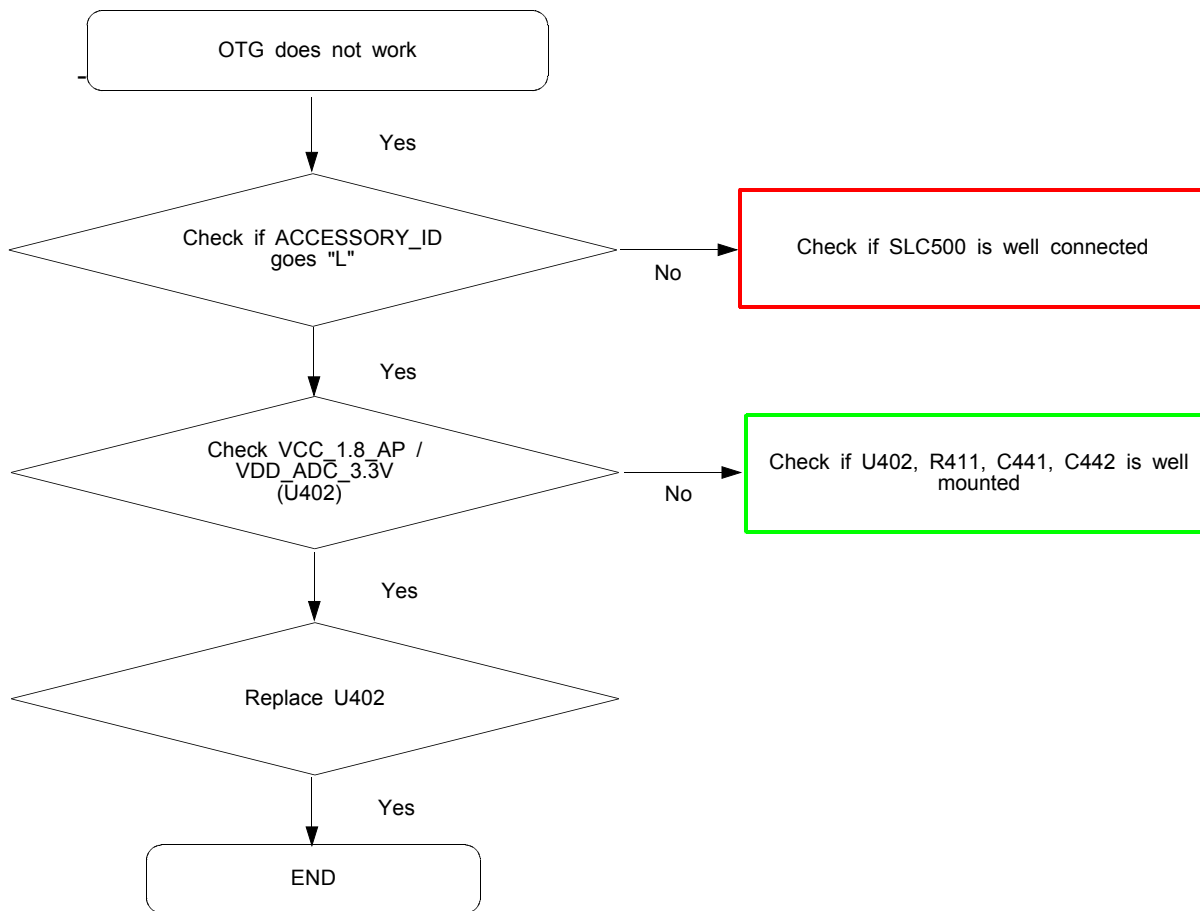 OTG does not work
-
Yes
Check if ACCESSORY_ID
goes "L"
No
Check if SLC500 is well connected
Yes
Check VCC_1.8_AP /
VDD_ADC_3.3V
(U402)
No
Check if U402, R411, C441, C442 is well
mounted
Yes
Replace U402
Yes
END